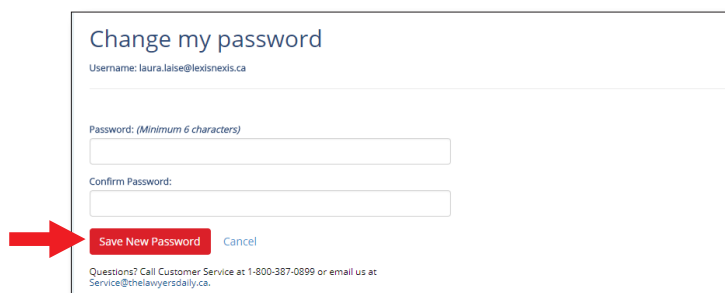 Change my password
Username: laura.laise@lexisnexis.ca
Password: (Minimum 6 characters)
Confirm Password:
Save New Password Cancel
Questions? Call Customer Service at 1-800-387-0899 or email us at
Service@thelawyersdaily.ca.